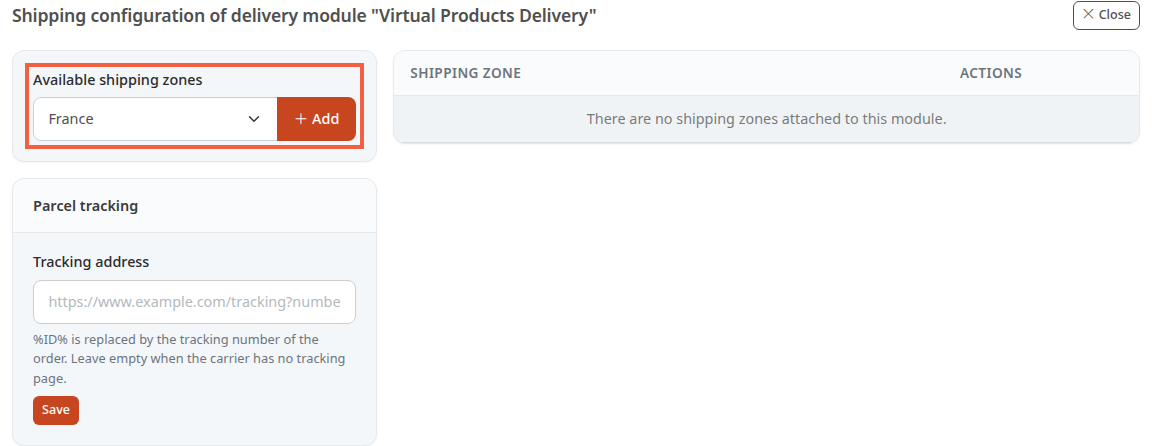 Shipping configuration of delivery module "Virtual Products Delivery"
Close
Available shipping zones
France
+ Add
SHIPPING ZONE
ACTIONS
There are no shipping zones attached to this module.
Parcel tracking
Tracking address
https://www.example.com/tracking?numbe
%ID% is replaced by the tracking number of the
order. Leave empty when the carrier has no tracking
page.
Save